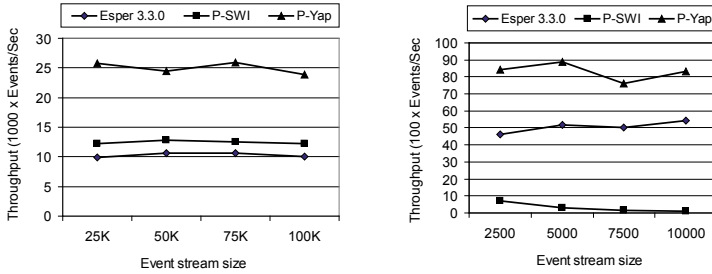 Esper 3.3.0 P-SWI P-Yap
Throughput (1000 x Events/Sec
30
25
20
15
10
5
0
25K 50K 75K 100K
Event stream size
Esper 3.3.0 P-SWI P-Yap
Throughput (100 x Events/Sec
100
90
80
70
60
50
40
30
20
10
0
2500 5000 7500 10000
Event stream size